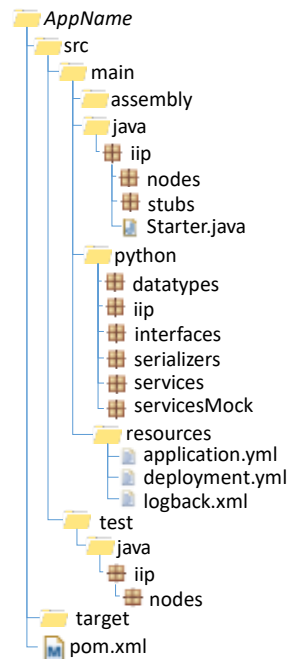 AppName
src
main
assembly
java
iip
nodes
stubs
Starter.java
python
datatypes
iip
interfaces
serializers
services
servicesMock
resources
application.yml
deployment.yml
logback.xml
test
java
iip
nodes
target
M pom.xml